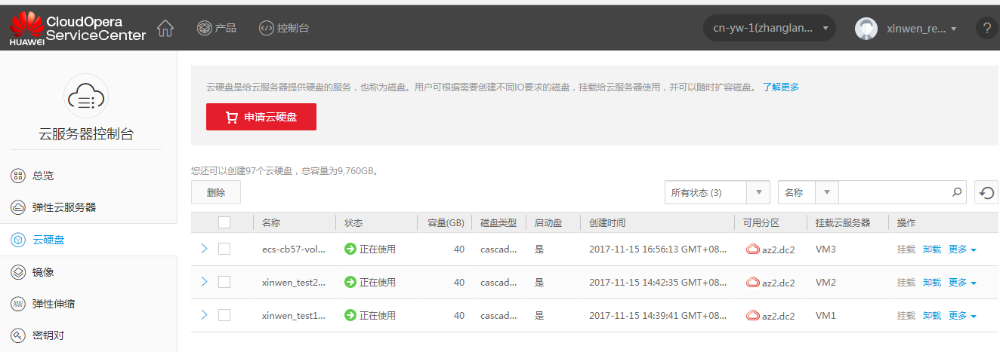 HUAWEI
CloudOpera
ServiceCenter
产品
控制台
cn-yw-1(zhanglan...
xinwen_re...
?
云服务器控制台
总览
弹性云服务器
云硬盘
镜像
弹性伸缩
密钥对
云硬盘是给云服务器提供硬盘的服务，也称为磁盘。用户可根据需要创建不同IO要求的磁盘，挂载给云服务器使用，并可以随时扩容磁盘。 了解更多
申请云硬盘
您还可以创建97个云硬盘，总容量为9,760GB。
删除 所有状态 (3) 名称
名称 状态 容量(GB) 磁盘类型 启动盘 创建时间 可用分区 挂载云服务器 操作
ecs-cb57-vol... 正在使用 40 cascad... 是 2017-11-15 16:56:13 GMT+08... az2.dc2 VM3 挂载 卸载 更多
xinwen_test2... 正在使用 40 cascad... 是 2017-11-15 14:42:35 GMT+08... az2.dc2 VM2 挂载 卸载 更多
xinwen_test1... 正在使用 40 cascad... 是 2017-11-15 14:39:41 GMT+08... az2.dc2 VM1 挂载 卸载 更多